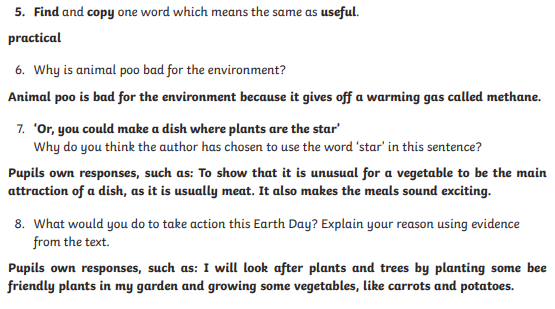 5. Find and copy one word which means the same as useful.
practical
6. Why is animal poo bad for the environment?
Animal poo is bad for the environment because it gives off a warming gas called methane.
7. ‘Or, you could make a dish where plants are the star’
Why do you think the author has chosen to use the word ‘star’ in this sentence?
Pupils own responses, such as: To show that it is unusual for a vegetable to be the main
attraction of a dish, as it is usually meat. It also makes the meals sound exciting.
8. What would you do to take action this Earth Day? Explain your reason using evidence
from the text.
Pupils own responses, such as: I will look after plants and trees by planting some bee
friendly plants in my garden and growing some vegetables, like carrots and potatoes.